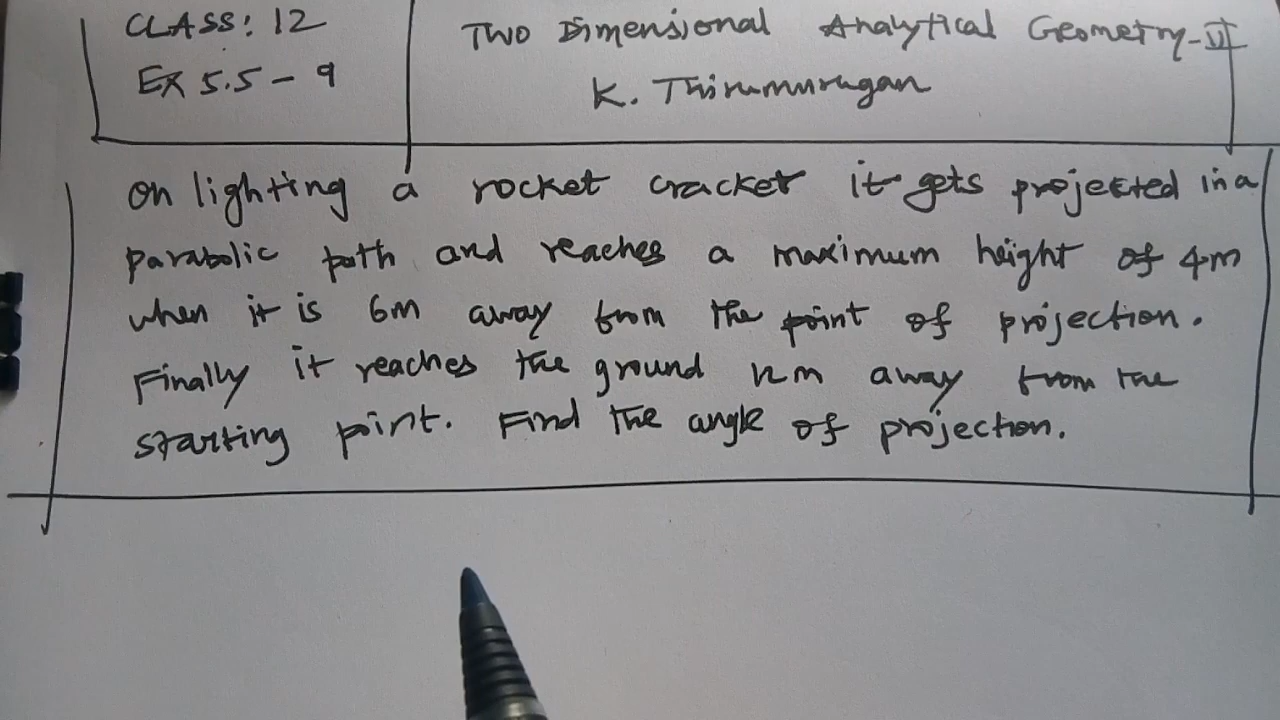 CLASS: 12
EX 5.5 - 9
Two Dimensional Analytical Geometry-II
K. Thirumurugan
On lighting a rocket cracket it gets projected in a
parabolic path and reaches a maximum height of 4m
when it is 6m away from the point of projection.
Finally it reaches the ground 12m away from the
starting point. Find the angle of projection.